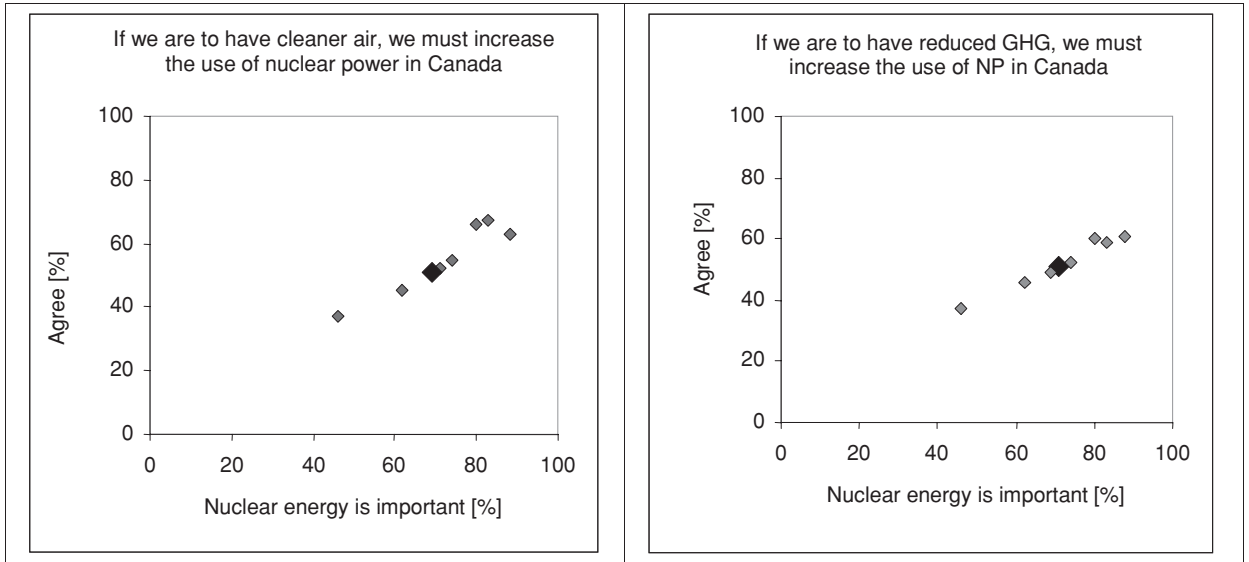 If we are to have cleaner air, we must increase
the use of nuclear power in Canada
100
80
60
40
20
0
Agree [%]
0 20 40 60 80 100
Nuclear energy is important [%]
If we are to have reduced GHG, we must
increase the use of NP in Canada
100
80
60
40
20
0
Agree [%]
0 20 40 60 80 100
Nuclear energy is important [%]